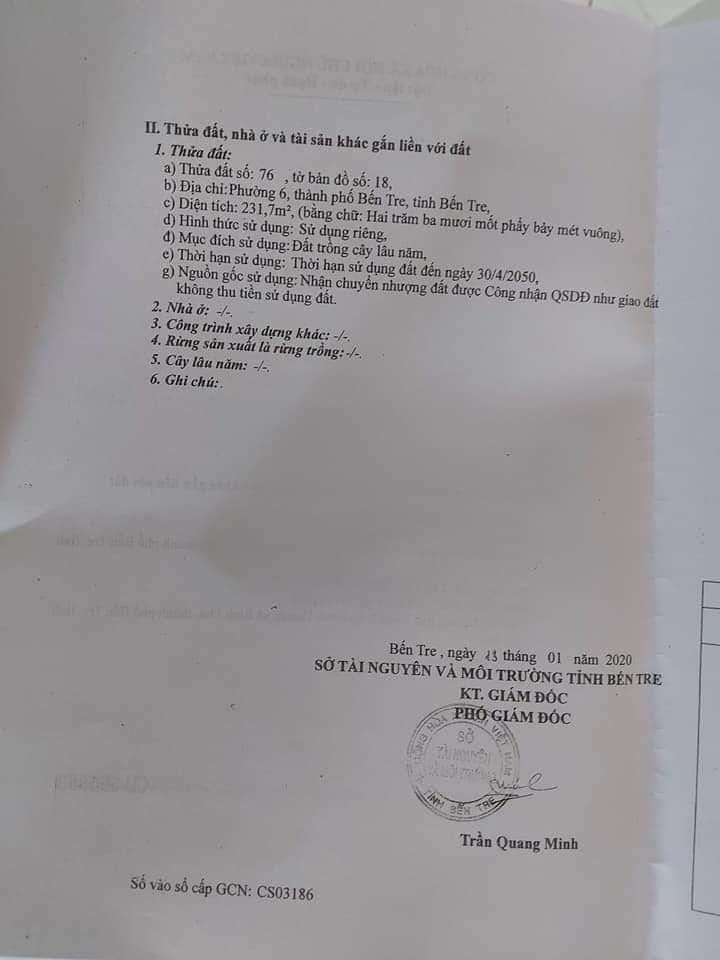 II. Thửa đất, nhà ở và tài sản khác gắn liền với đất
1. Thửa đất:
a) Thửa đất số: 76 , tờ bản đồ số: 18,
b) Địa chỉ: Phường 6, thành phố Bến Tre, tỉnh Bến Tre,
c) Diện tích: 231,7m², (bằng chữ: Hai trăm ba mươi mốt phẩy bảy mét vuông),
d) Hình thức sử dụng: Sử dụng riêng,
đ) Mục đích sử dụng: Đất trồng cây lâu năm,
e) Thời hạn sử dụng: Thời hạn sử dụng đất đến ngày 30/4/2050,
g) Nguồn gốc sử dụng: Nhận chuyển nhượng đất được Công nhận QSDĐ như giao đất
không thu tiền sử dụng đất.
2. Nhà ở: -/-.
3. Công trình xây dựng khác: -/-.
4. Rừng sản xuất là rừng trồng: -/-.
5. Cây lâu năm: -/-.
6. Ghi chú:.
Bến Tre , ngày 13 tháng 01 năm 2020
SỞ TÀI NGUYÊN VÀ MÔI TRƯỜNG TỈNH BẾN TRE
KT. GIÁM ĐỐC
PHÓ GIÁM ĐỐC
SỞ
TÀI NGUYÊN
TỈNH BẾN TRE
Trần Quang Minh
Số vào sổ cấp GCN: CS03186